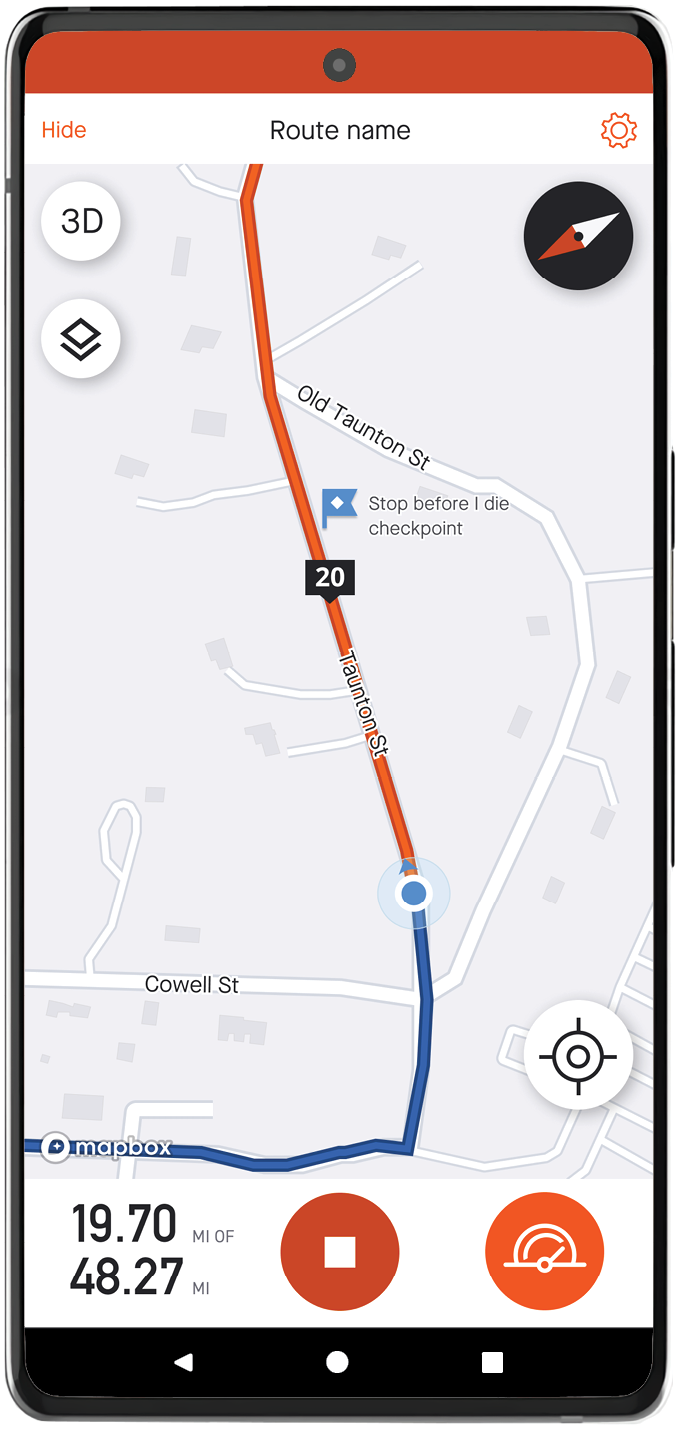 Hide
Route name
3D
Old Taunton St
Stop before I die
checkpoint
20
Taunton St
Cowell St
mapbox
19.70 MI OF
48.27 MI